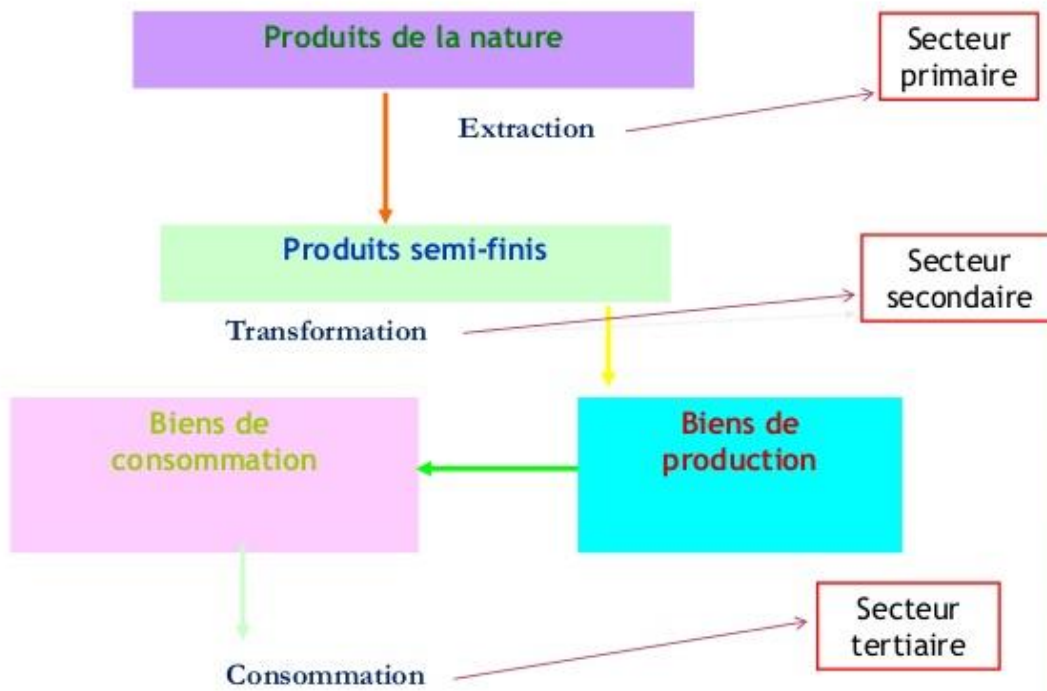 Produits de la nature
Secteur
primaire
Extraction
Produits semi-finis
Secteur
secondaire
Transformation
Biens de
consommation
Biens de
production
Secteur
tertiaire
Consommation